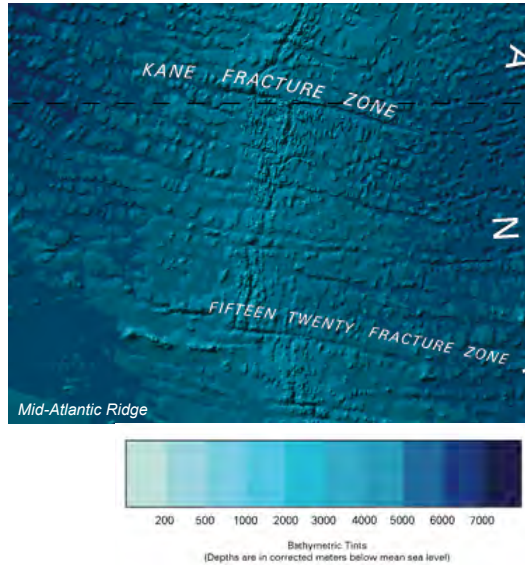 A
KANE FRACTURE ZONE
N
FIFTEEN TWENTY FRACTURE ZONE
Mid-Atlantic Ridge
200 500 1000 2000 3000 4000 5000 6000 7000
Bathymetric Tints
(Depths are in corrected meters below mean sea level)